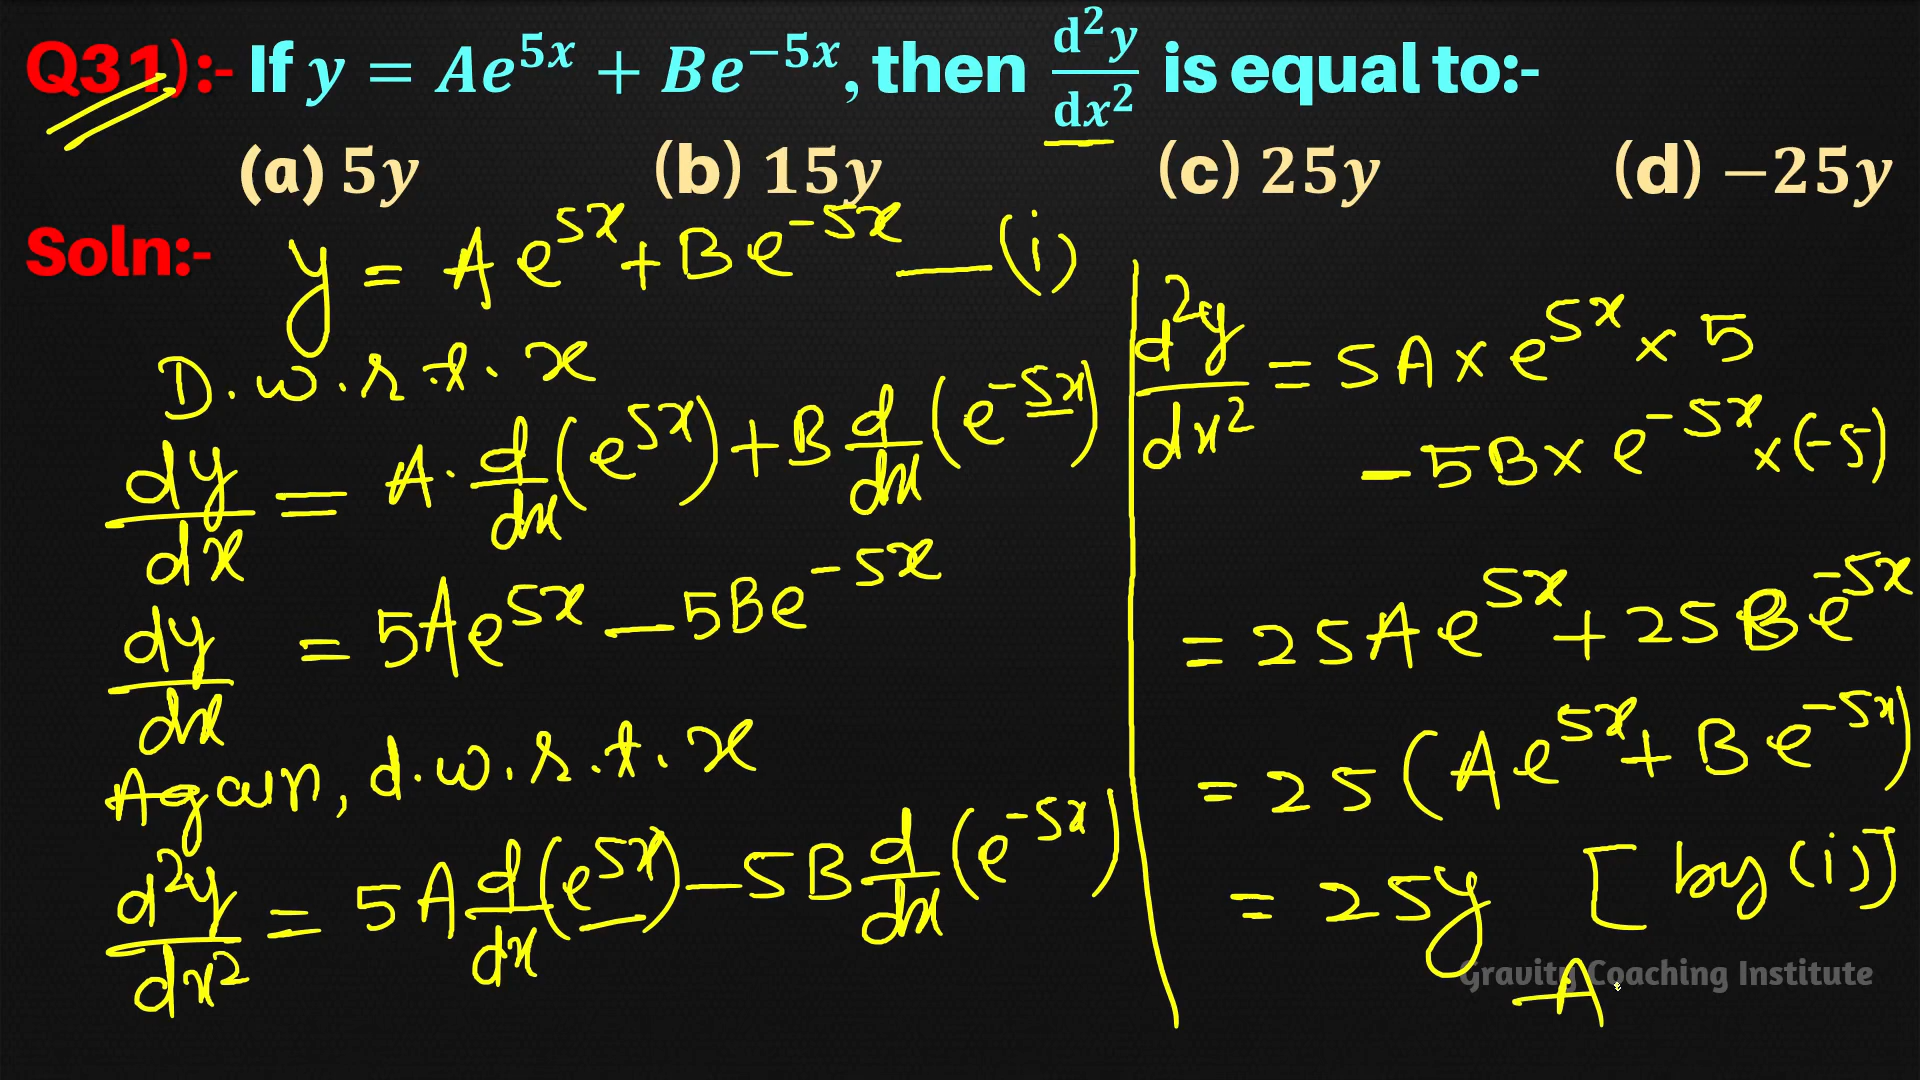 Q31):- If y = Ae^{5x} + Be^{-5x}, then d²y/dx² is equal to:-
(a) 5y (b) 15y (c) 25y (d) −25y
Soln:- y = Ae^{5x} + Be^{-5x} — (i)
D.w.r.t. x
dy/dx = A. d/dx (e^{5x}) + B d/dx (e^{-5x})
dy/dx = 5Ae^{5x} − 5Be^{-5x}
Again, d.w.r.t. x
d²y/dx² = 5A d/dx (e^{5x}) − 5B d/dx (e^{-5x})
d²y/dx² = 5A × e^{5x} × 5
− 5B × e^{-5x} × (-5)
= 25Ae^{5x} + 25Be^{-5x}
= 25(Ae^{5x} + Be^{-5x})
= 25y [by (i)]
A
Gravity Coaching Institute